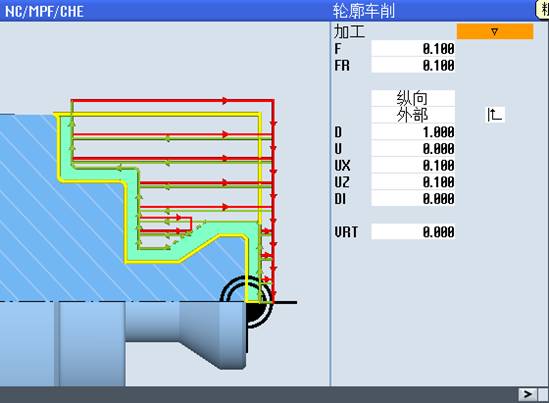 NC/MPF/CHE
轮廓车削
粗
加工 ▽
F 0.100
FR 0.100
纵向
外部
D 1.000
U 0.000
UX 0.100
UZ 0.100
DI 0.000
VRT 0.000